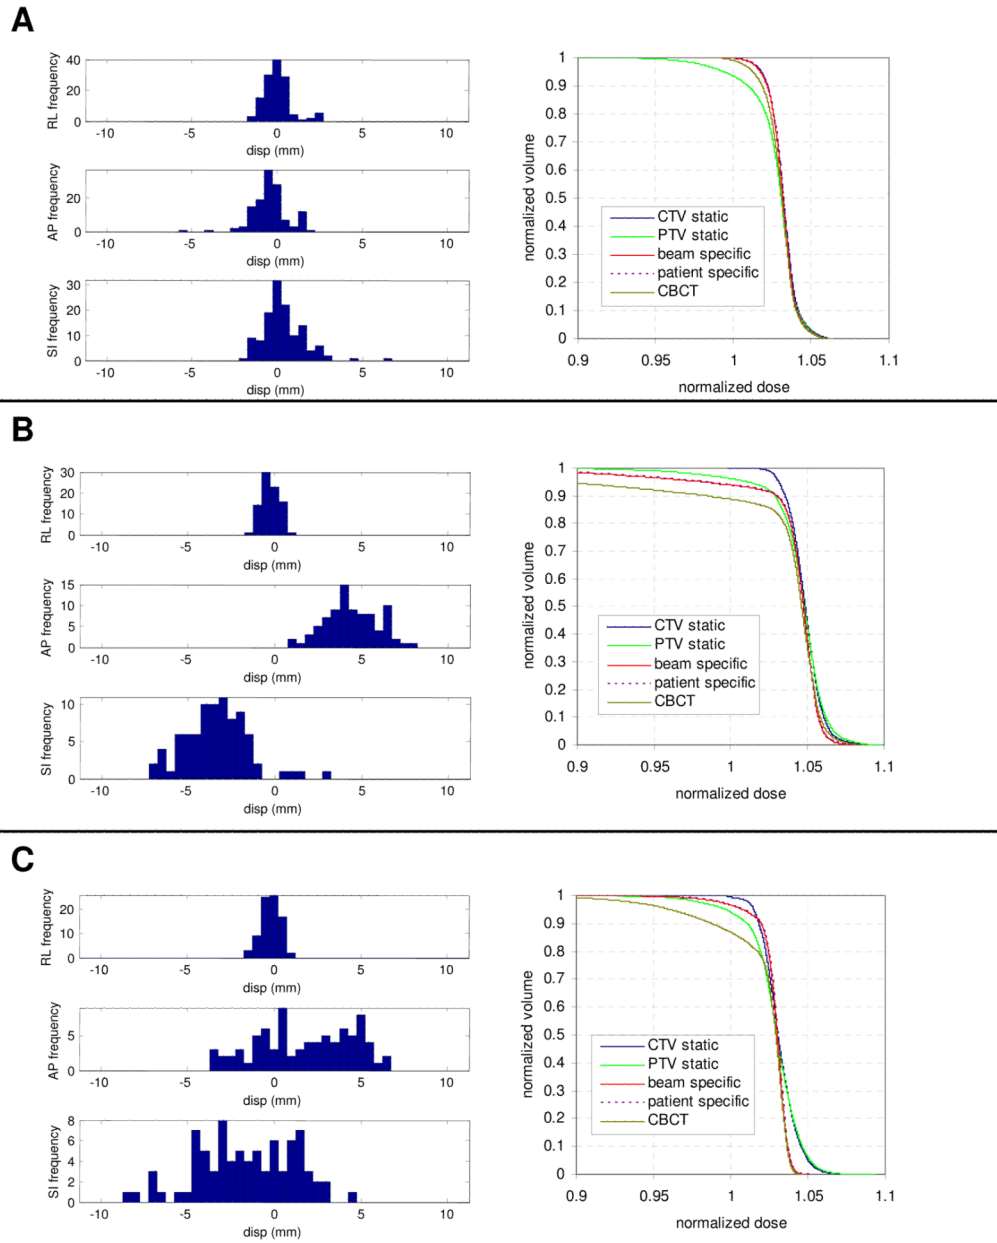 A
RL frequency
40
20
0
-10 -5 0 5 10
disp (mm)
AP frequency
20
0
-10 -5 0 5 10
disp (mm)
SI frequency
30
20
10
0
-10 -5 0 5 10
disp (mm)
normalized volume
1
0.9
0.8
0.7
0.6
0.5
0.4
0.3
0.2
0.1
0
CTV static
PTV static
beam specific
patient specific
CBCT
0.9 0.95 1 1.05 1.1
normalized dose
B
RL frequency
30
20
10
0
-10 -5 0 5 10
disp (mm)
AP frequency
15
10
5
0
-10 -5 0 5 10
disp (mm)
SI frequency
10
5
0
-10 -5 0 5 10
disp (mm)
normalized volume
1
0.9
0.8
0.7
0.6
0.5
0.4
0.3
0.2
0.1
0
CTV static
PTV static
beam specific
patient specific
CBCT
0.9 0.95 1 1.05 1.1
normalized dose
C
RL frequency
20
10
0
-10 -5 0 5 10
disp (mm)
AP frequency
5
0
-10 -5 0 5 10
disp (mm)
SI frequency
8
6
4
2
0
-10 -5 0 5 10
disp (mm)
normalized volume
1
0.9
0.8
0.7
0.6
0.5
0.4
0.3
0.2
0.1
0
CTV static
PTV static
beam specific
patient specific
CBCT
0.9 0.95 1 1.05 1.1
normalized dose